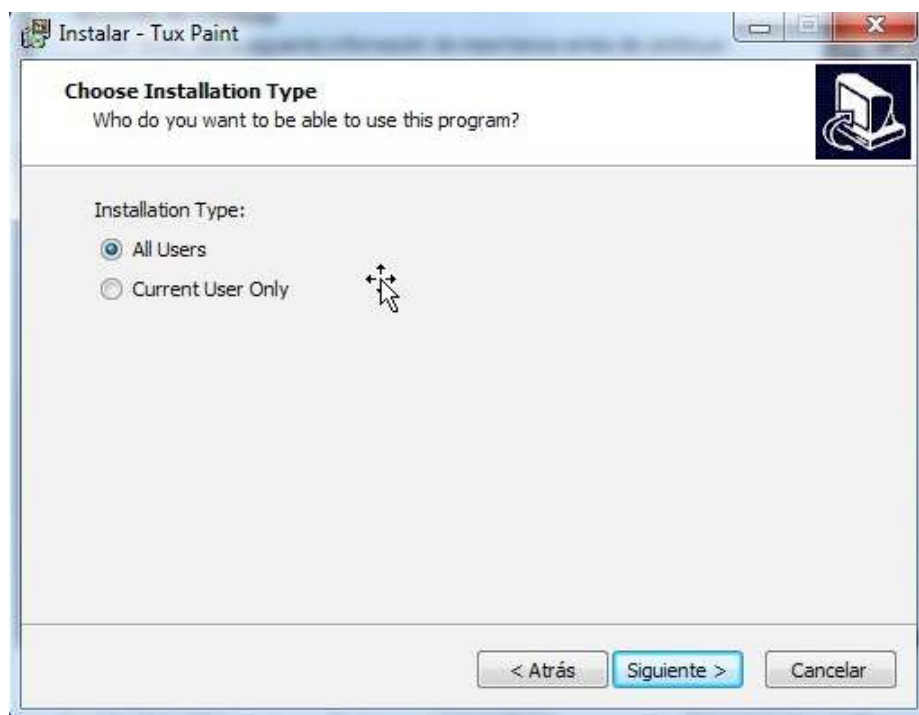 Instalar - Tux Paint
Choose Installation Type
Who do you want to be able to use this program?
Installation Type:
All Users
Current User Only
< Atrás
Siguiente >
Cancelar